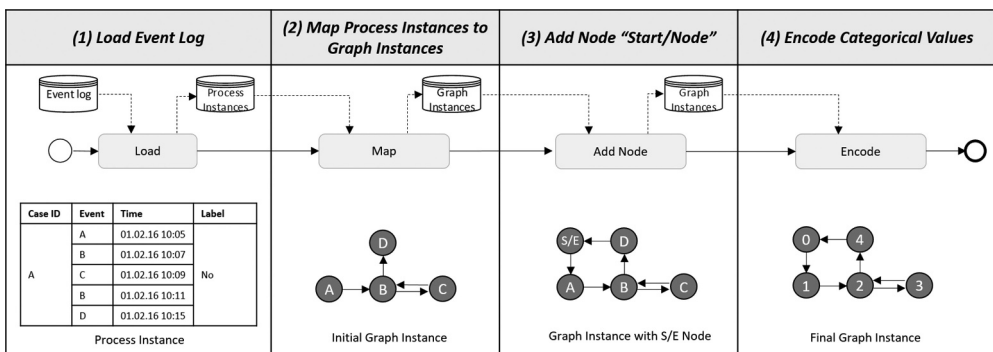 (1) Load Event Log
(2) Map Process Instances to
Graph Instances
(3) Add Node “Start/Node”
(4) Encode Categorical Values
Event log
Process
Instances
Graph
Instances
Graph
Instances
Load
Map
Add Node
Encode
Case ID Event Time Label
A 01.02.16 10:05
B 01.02.16 10:07
A C 01.02.16 10:09 No
B 01.02.16 10:11
D 01.02.16 10:15
Process Instance
D
A B C
Initial Graph Instance
S/E D
A B C
Graph Instance with S/E Node
0 4
1 2 3
Final Graph Instance